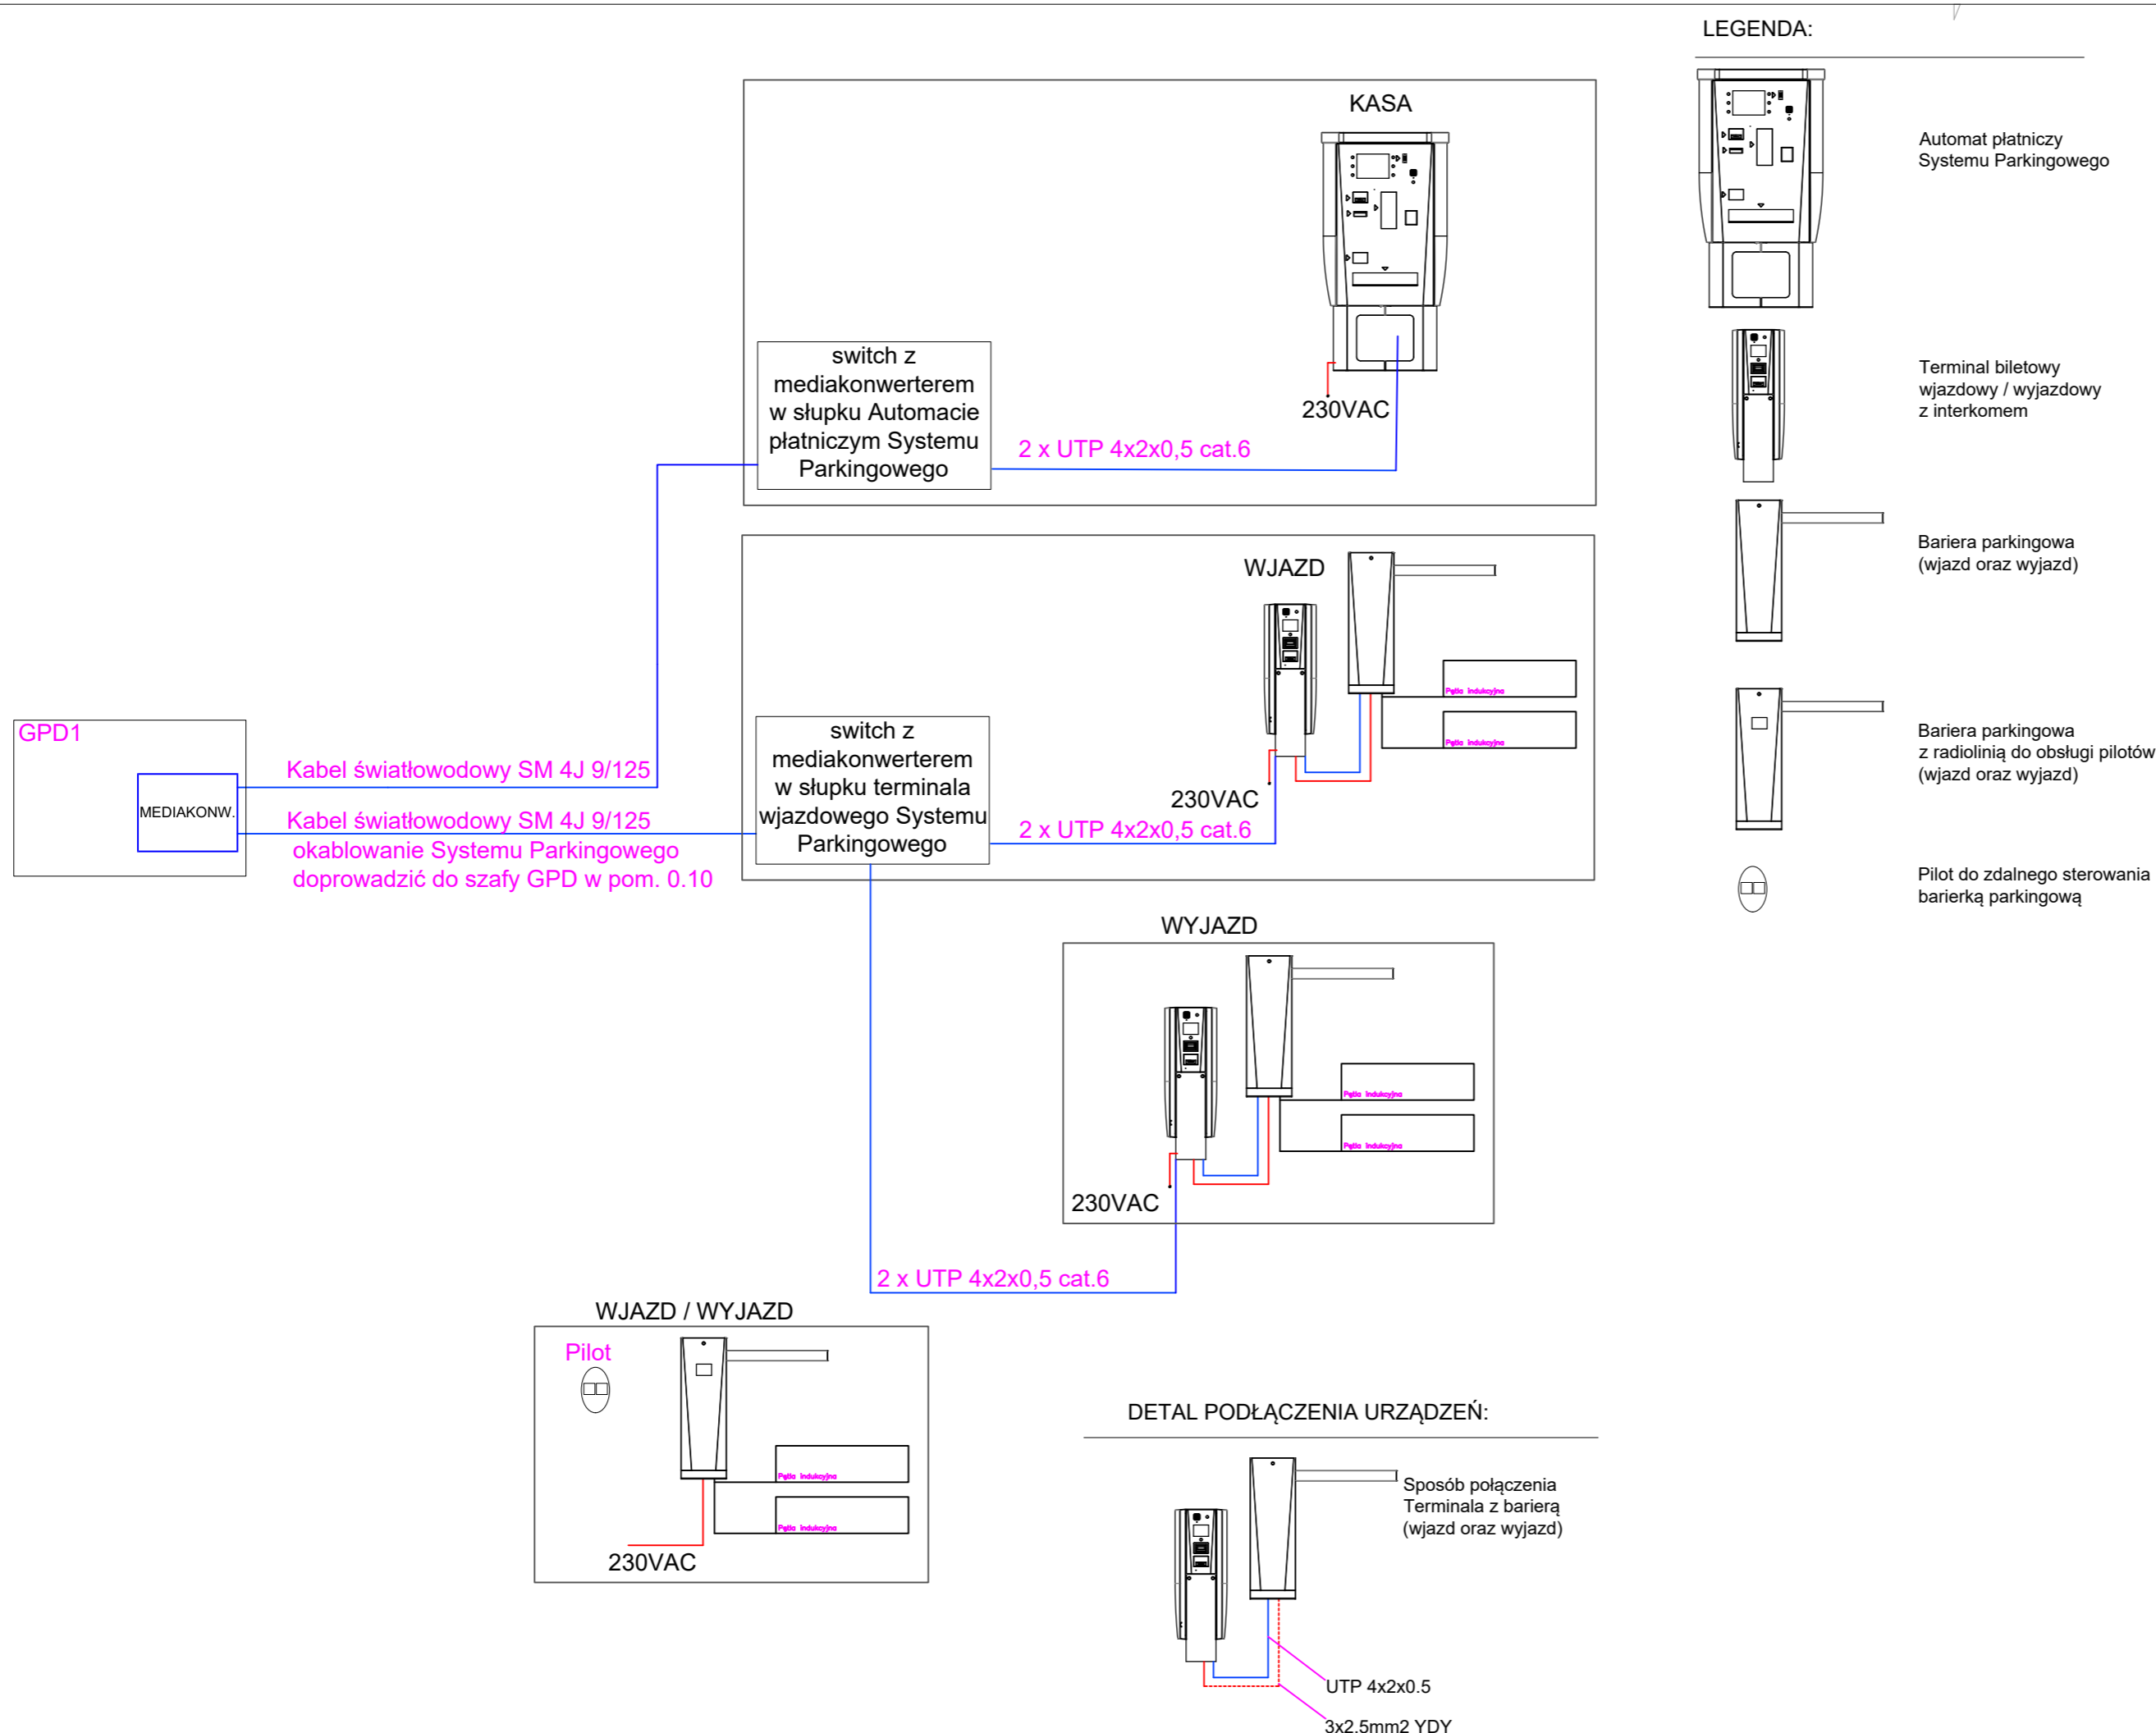 LEGENDA:
KASA
Automat płatniczy
Systemu Parkingowego
switch z
mediakonwerterem
w słupku Automacie
płatniczym Systemu
Parkingowego
230VAC
2 x UTP 4x2x0,5 cat.6
Terminal biletowy
wjazdowy / wyjazdowy
z interkomem
Bariera parkingowa
(wjazd oraz wyjazd)
WJAZD
Pętla indukcyjna
Pętla indukcyjna
GPD1
MEDIAKONW.
Kabel światłowodowy SM 4J 9/125
Kabel światłowodowy SM 4J 9/125
okablowanie Systemu Parkingowego
doprowadzić do szafy GPD w pom. 0.10
switch z
mediakonwerterem
w słupku terminala
wjazdowego Systemu
Parkingowego
230VAC
2 x UTP 4x2x0,5 cat.6
Bariera parkingowa
z radiolinią do obsługi pilotów
(wjazd oraz wyjazd)
Pilot do zdalnego sterowania
barierką parkingową
WYJAZD
Pętla indukcyjna
Pętla indukcyjna
230VAC
2 x UTP 4x2x0,5 cat.6
WJAZD / WYJAZD
Pilot
Pętla indukcyjna
Pętla indukcyjna
230VAC
DETAL PODŁĄCZENIA URZĄDZEŃ:
Sposób połączenia
Terminala z barierą
(wjazd oraz wyjazd)
UTP 4x2x0.5
3x2.5mm2 YDY